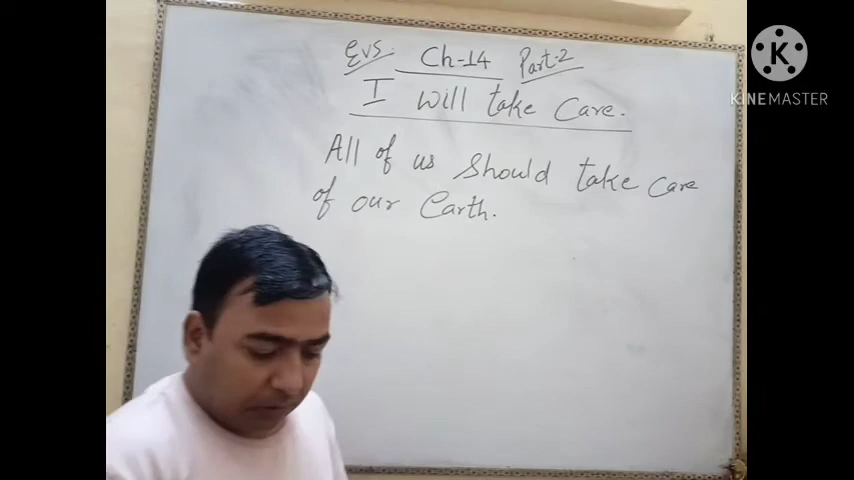 EVS. Ch-14 Part-2
I will take care.
All of us should take care
of our Earth.
KINEMASTER